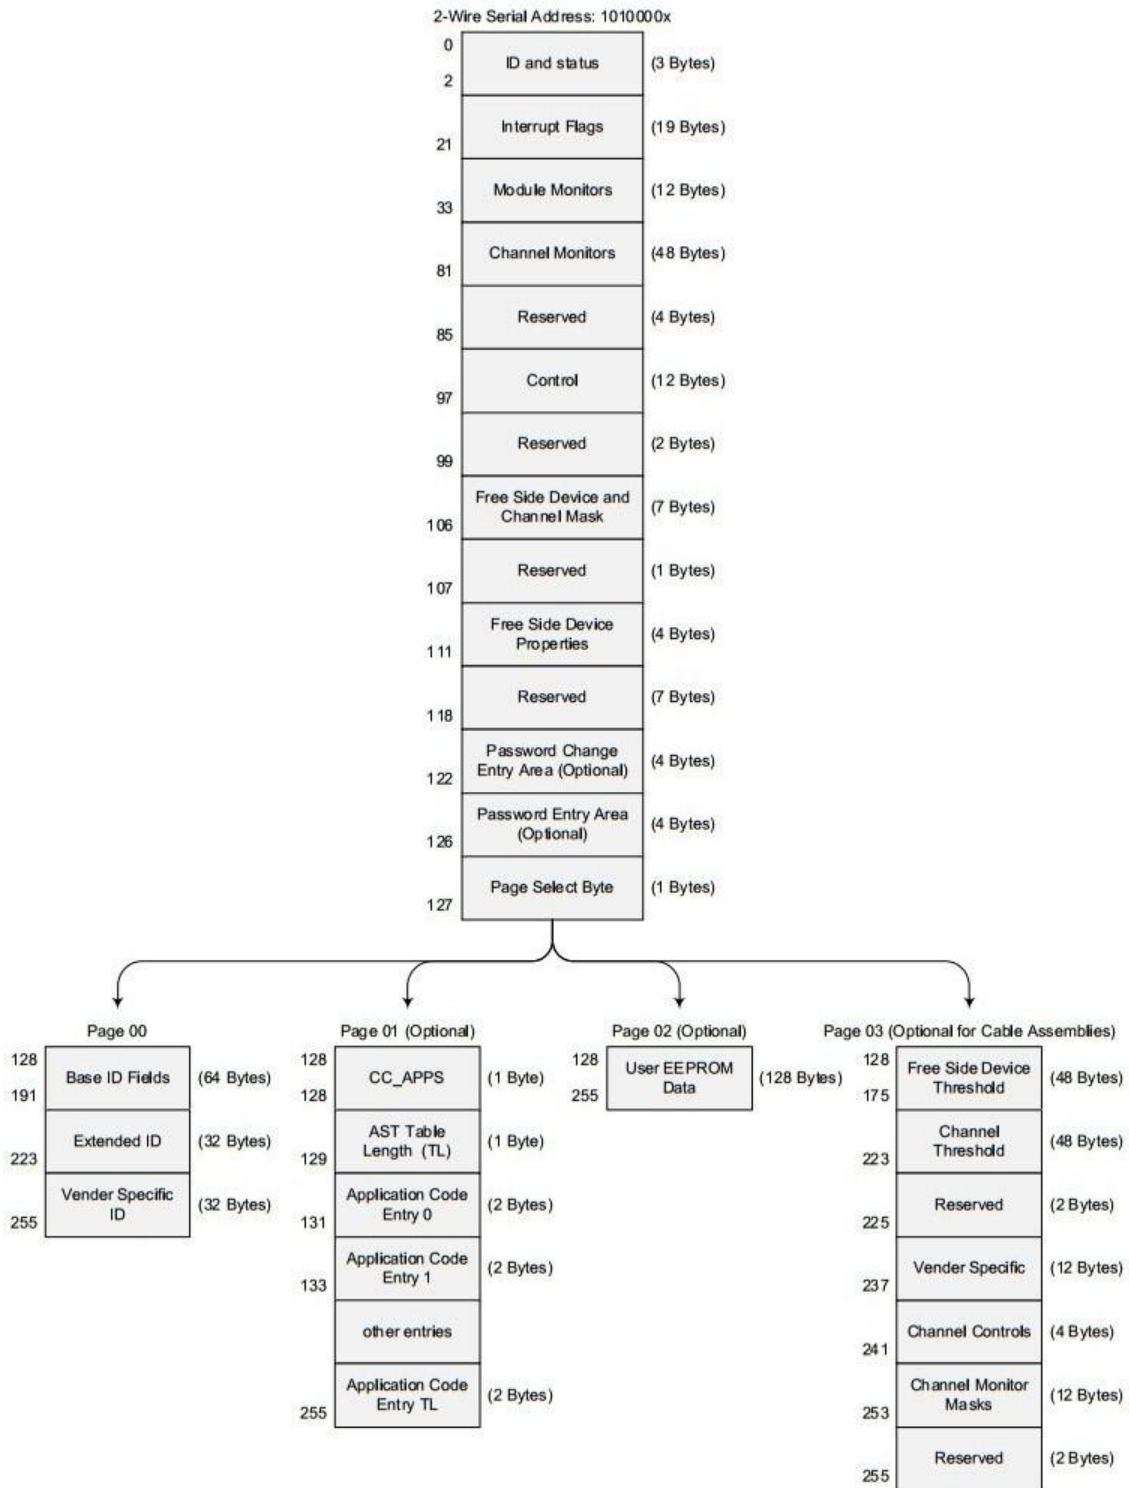 2-Wire Serial Address: 1010000x
0
ID and status
(3 Bytes)
2
Interrupt Flags
(19 Bytes)
21
Module Monitors
(12 Bytes)
33
Channel Monitors
(48 Bytes)
81
Reserved
(4 Bytes)
85
Control
(12 Bytes)
97
Reserved
(2 Bytes)
99
Free Side Device and
Channel Mask
(7 Bytes)
106
Reserved
(1 Bytes)
107
Free Side Device
Properties
(4 Bytes)
111
Reserved
(7 Bytes)
118
Password Change
Entry Area (Optional)
(4 Bytes)
122
Password Entry Area
(Optional)
(4 Bytes)
126
Page Select Byte
(1 Bytes)
127
Page 00
128
Base ID Fields
(64 Bytes)
191
Extended ID
(32 Bytes)
223
Vender Specific
ID
(32 Bytes)
255
Page 01 (Optional)
128
CC_APPS
(1 Byte)
128
AST Table
Length (TL)
(1 Byte)
129
Application Code
Entry 0
(2 Bytes)
131
Application Code
Entry 1
(2 Bytes)
133
other entries
Application Code
Entry TL
(2 Bytes)
255
Page 02 (Optional)
128
User EEPROM
Data
(128 Bytes)
255
Page 03 (Optional for Cable Assemblies)
128
Free Side Device
Threshold
(48 Bytes)
175
Channel
Threshold
(48 Bytes)
223
Reserved
(2 Bytes)
225
Vender Specific
(12 Bytes)
237
Channel Controls
(4 Bytes)
241
Channel Monitor
Masks
(12 Bytes)
253
Reserved
(2 Bytes)
255